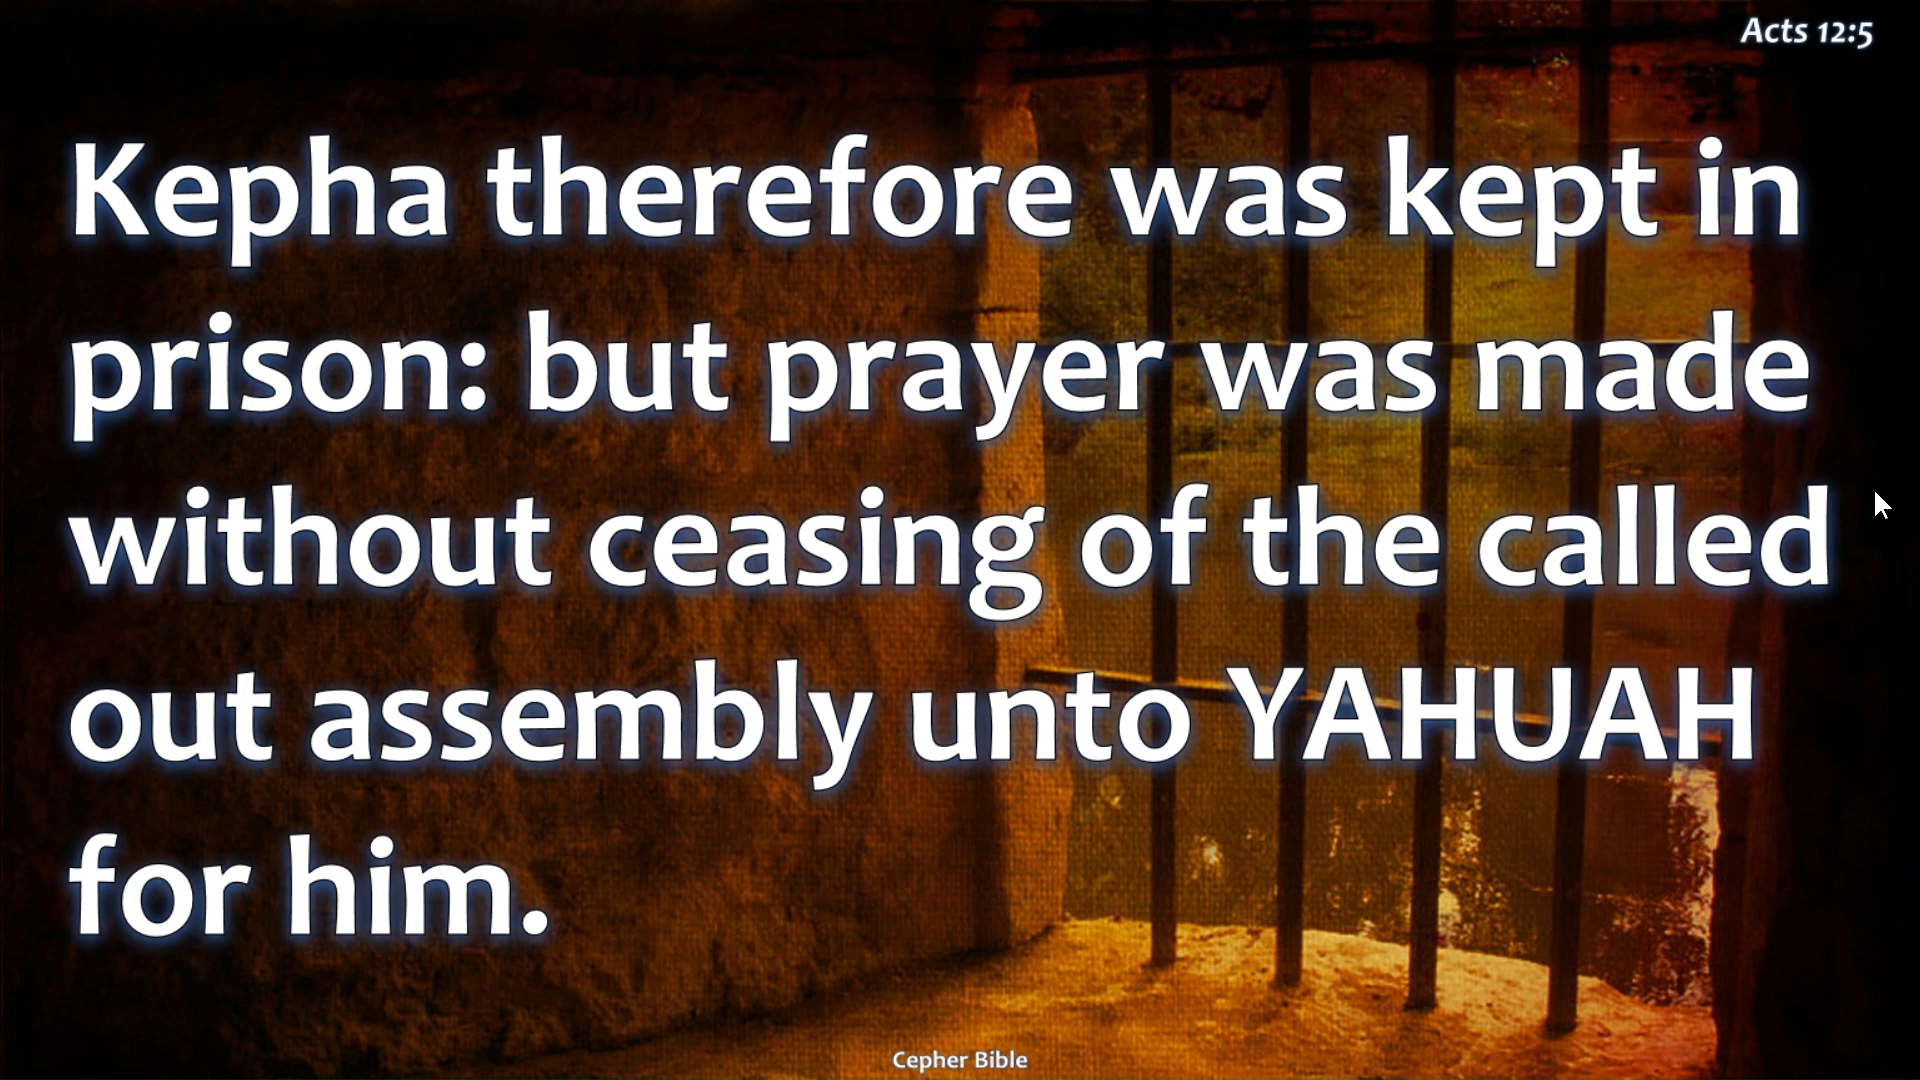 Acts 12:5
Kepha therefore was kept in
prison: but prayer was made
without ceasing of the called
out assembly unto YAHUAH
for him.
Cepher Bible